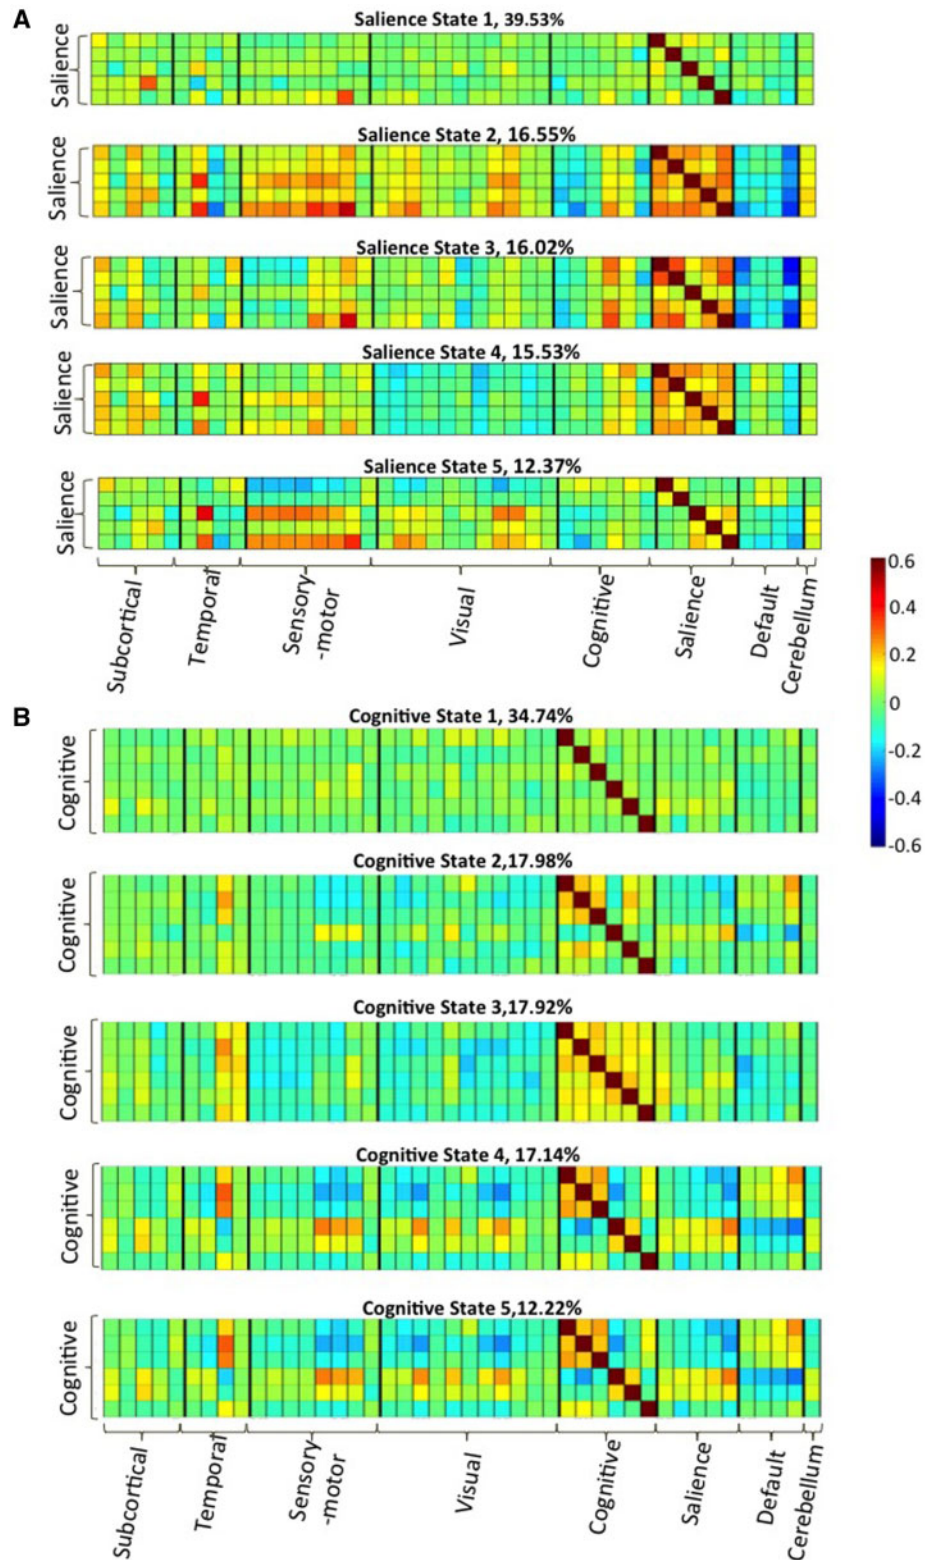 A
Salience State 1, 39.53%
Salience
Salience State 2, 16.55%
Salience
Salience State 3, 16.02%
Salience
Salience State 4, 15.53%
Salience
Salience State 5, 12.37%
Salience
Subcortical
Temporal
Sensory
-motor
Visual
Cognitive
Salience
Default
Cerebellum
0.6
0.4
0.2
0
-0.2
-0.4
-0.6
B
Cognitive State 1, 34.74%
Cognitive
Cognitive State 2,17.98%
Cognitive
Cognitive State 3,17.92%
Cognitive
Cognitive State 4, 17.14%
Cognitive
Cognitive State 5,12.22%
Cognitive
Subcortical
Temporal
Sensory
-motor
Visual
Cognitive
Salience
Default
Cerebellum